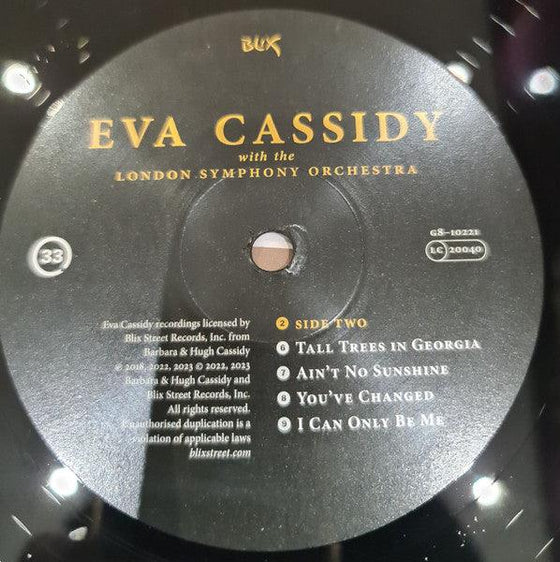 BLIX
EVA CASSIDY
with the
LONDON SYMPHONY ORCHESTRA
G8-10221
LC 20040
33
Eva Cassidy recordings licensed by
Blix Street Records, Inc. from
Barbara & Hugh Cassidy
℗ 2018, 2022, 2023 © 2022, 2023
Barbara & Hugh Cassidy and
Blix Street Records, Inc.
All rights reserved.
Unauthorised duplication is a
violation of applicable laws
blixstreet.com
2 SIDE TWO
6 TALL TREES IN GEORGIA
7 AIN'T NO SUNSHINE
8 YOU'VE CHANGED
9 I CAN ONLY BE ME